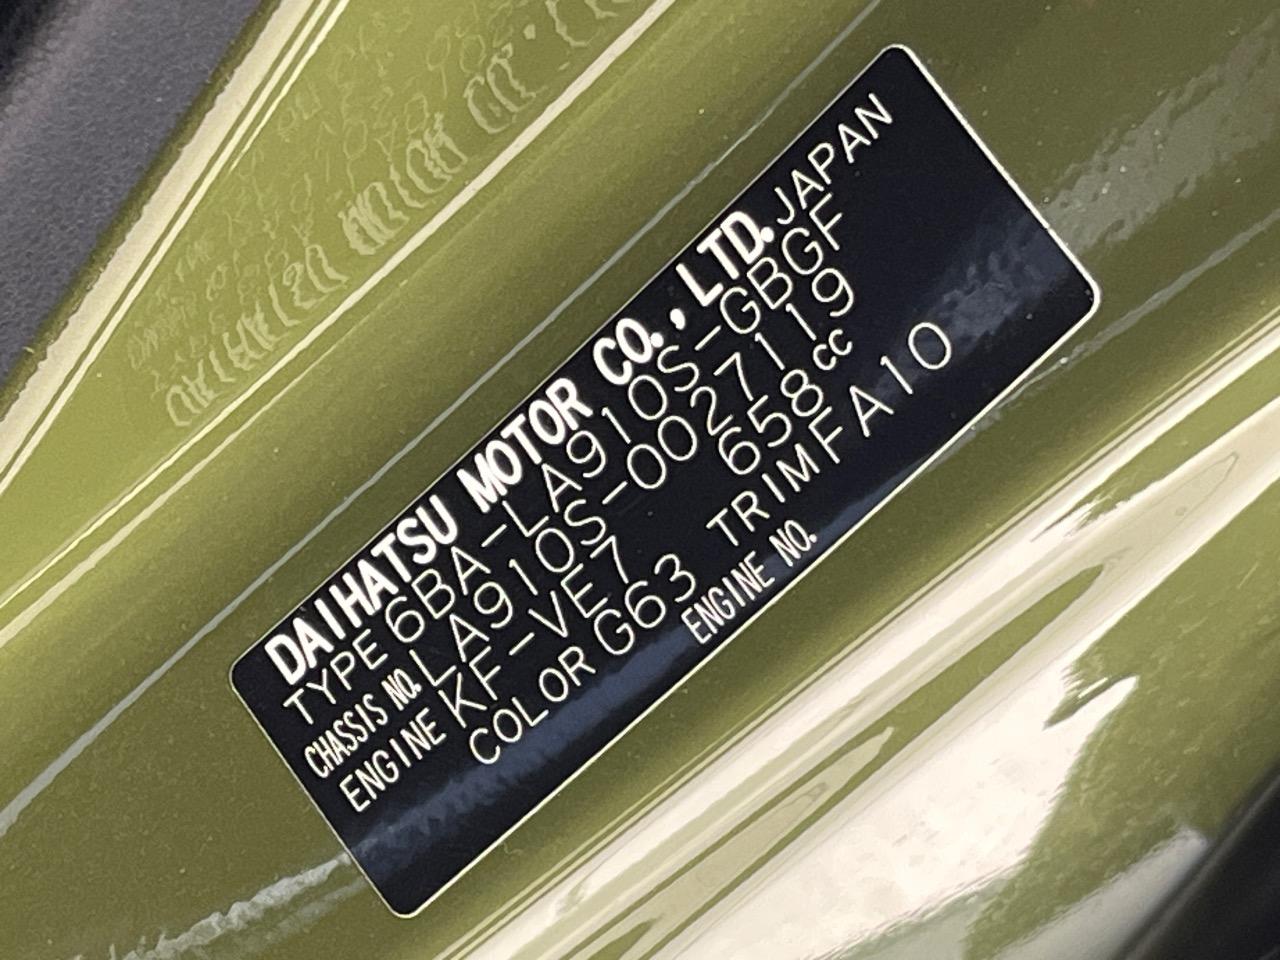 DAIHATSU MOTOR CO., LTD. JAPAN
TYPE 6BA-LA910S-GBGF
CHASSIS NO. LA910S-0027119
ENGINE KF-VE7 658cc
COLOR G63 TRIM FA10
ENGINE NO.